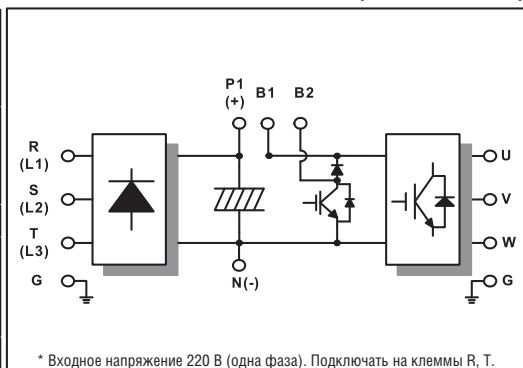 P1
(+)
B1
B2
R
(L1)
S
(L2)
T
(L3)
G
N(-)
U
V
W
G
* Входное напряжение 220 В (одна фаза). Подключать на клеммы R, T.